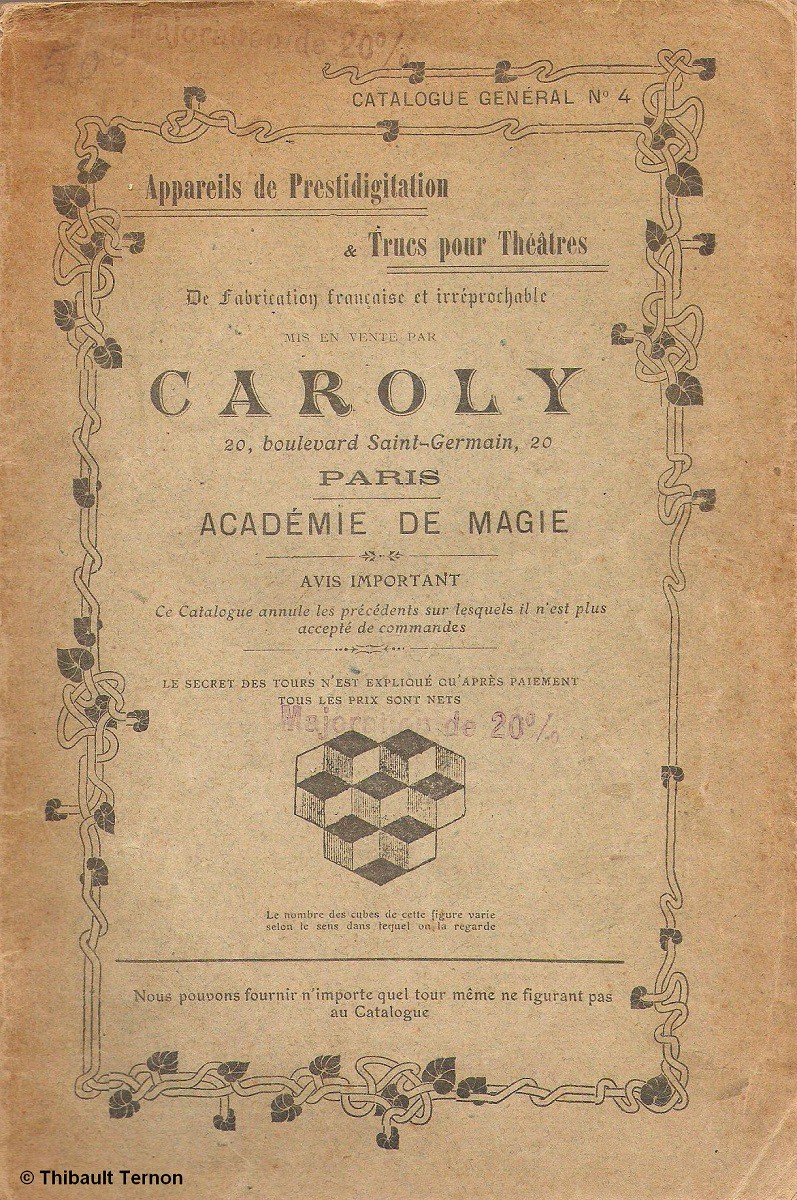 Majoration de 20%
CATALOGUE GÉNÉRAL Nº 4
Appareils de Prestidigitation
& Trucs pour Théâtres
De Fabrication française et irréprochable
MIS EN VENTE PAR
CAROLY
20, boulevard Saint-Germain, 20
PARIS
ACADÉMIE DE MAGIE
AVIS IMPORTANT
Ce Catalogue annule les précédents sur lesquels il n'est plus
accepté de commandes
LE SECRET DES TOURS N'EST EXPLIQUÉ QU'APRÈS PAIEMENT
TOUS LES PRIX SONT NETS
Majoration de 20%
Le nombre des cubes de cette figure varie
selon le sens dans lequel on la regarde
Nous pouvons fournir n'importe quel tour même ne figurant pas
au Catalogue
© Thibault Ternon